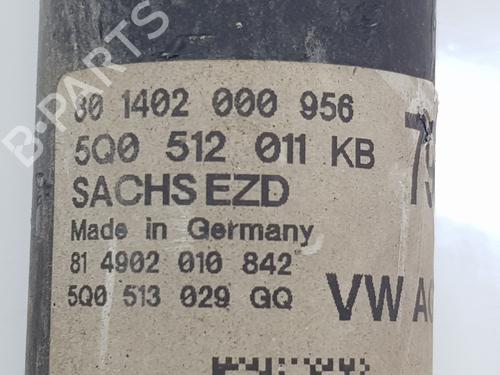 B-PARTS
80 1402 000 956
5Q0 512 011 KB
SACHS EZD
Made in Germany
81 4902 010 842
5Q0 513 029 GQ
VW